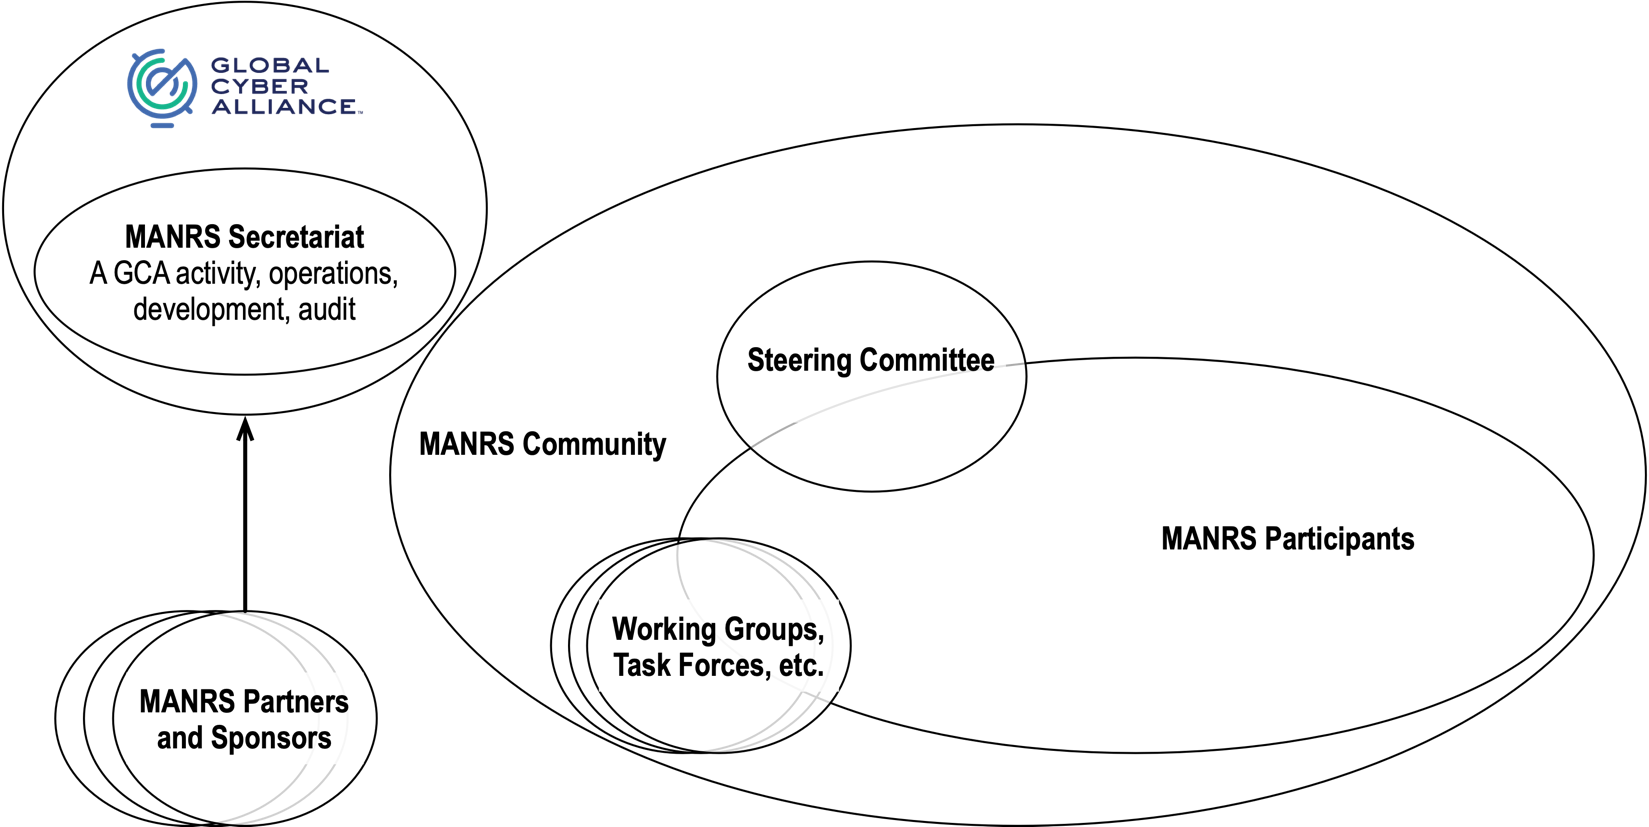 GLOBAL
CYBER
ALLIANCE™
MANRS Secretariat
A GCA activity, operations,
development, audit
Steering Committee
MANRS Community
MANRS Participants
Working Groups,
Task Forces, etc.
MANRS Partners
and Sponsors